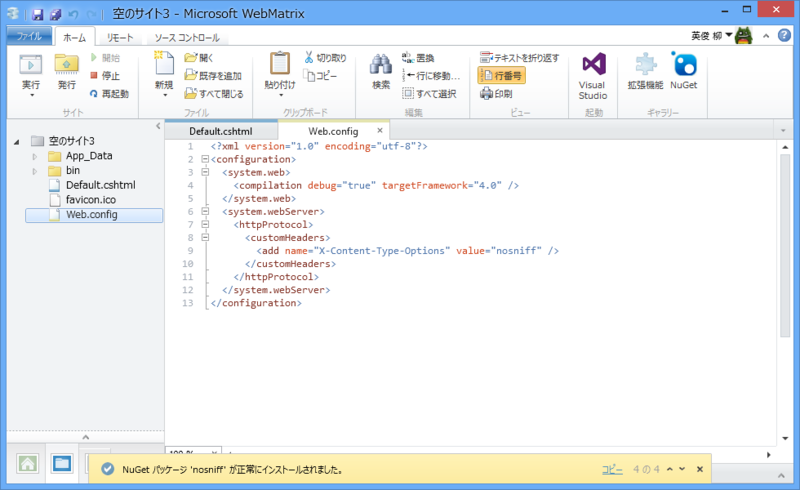 空のサイト3 - Microsoft WebMatrix
ファイル ホーム リモート ソース コントロール 英俊 柳
実行
発行
開始
停止
再起動
サイト
新規
開く
既存を追加
すべて閉じる
ファイル
貼り付け
切り取り
コピー
クリップボード
検索
置換
行に移動...
すべて選択
編集
テキストを折り返す
行番号
印刷
ビュー
Visual
Studio
起動
拡張機能
NuGet
ギャラリー
空のサイト3
App_Data
bin
Default.cshtml
favicon.ico
Web.config
Default.cshtml Web.config
1 <?xml version="1.0" encoding="utf-8"?>
2 <configuration>
3 <system.web>
4 <compilation debug="true" targetFramework="4.0" />
5 </system.web>
6 <system.webServer>
7 <httpProtocol>
8 <customHeaders>
9 <add name="X-Content-Type-Options" value="nosniff" />
10 </customHeaders>
11 </httpProtocol>
12 </system.webServer>
13 </configuration>
NuGet パッケージ 'nosniff' が正常にインストールされました。 コピー 4 の 4